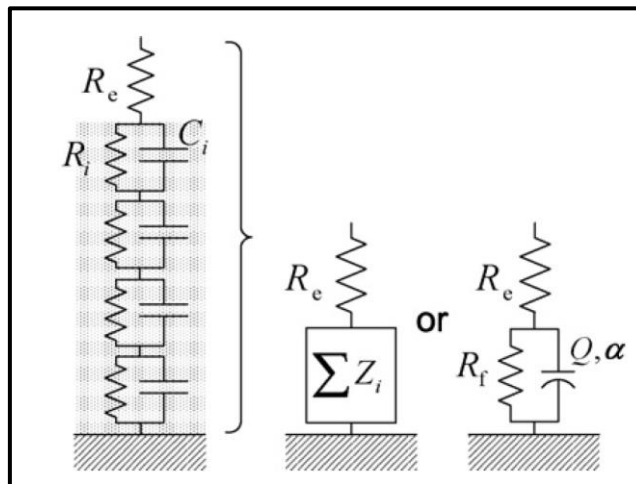 R_e
C_i
R_i
R_e
∑ Z_i
or
R_e
R_f
Q, α